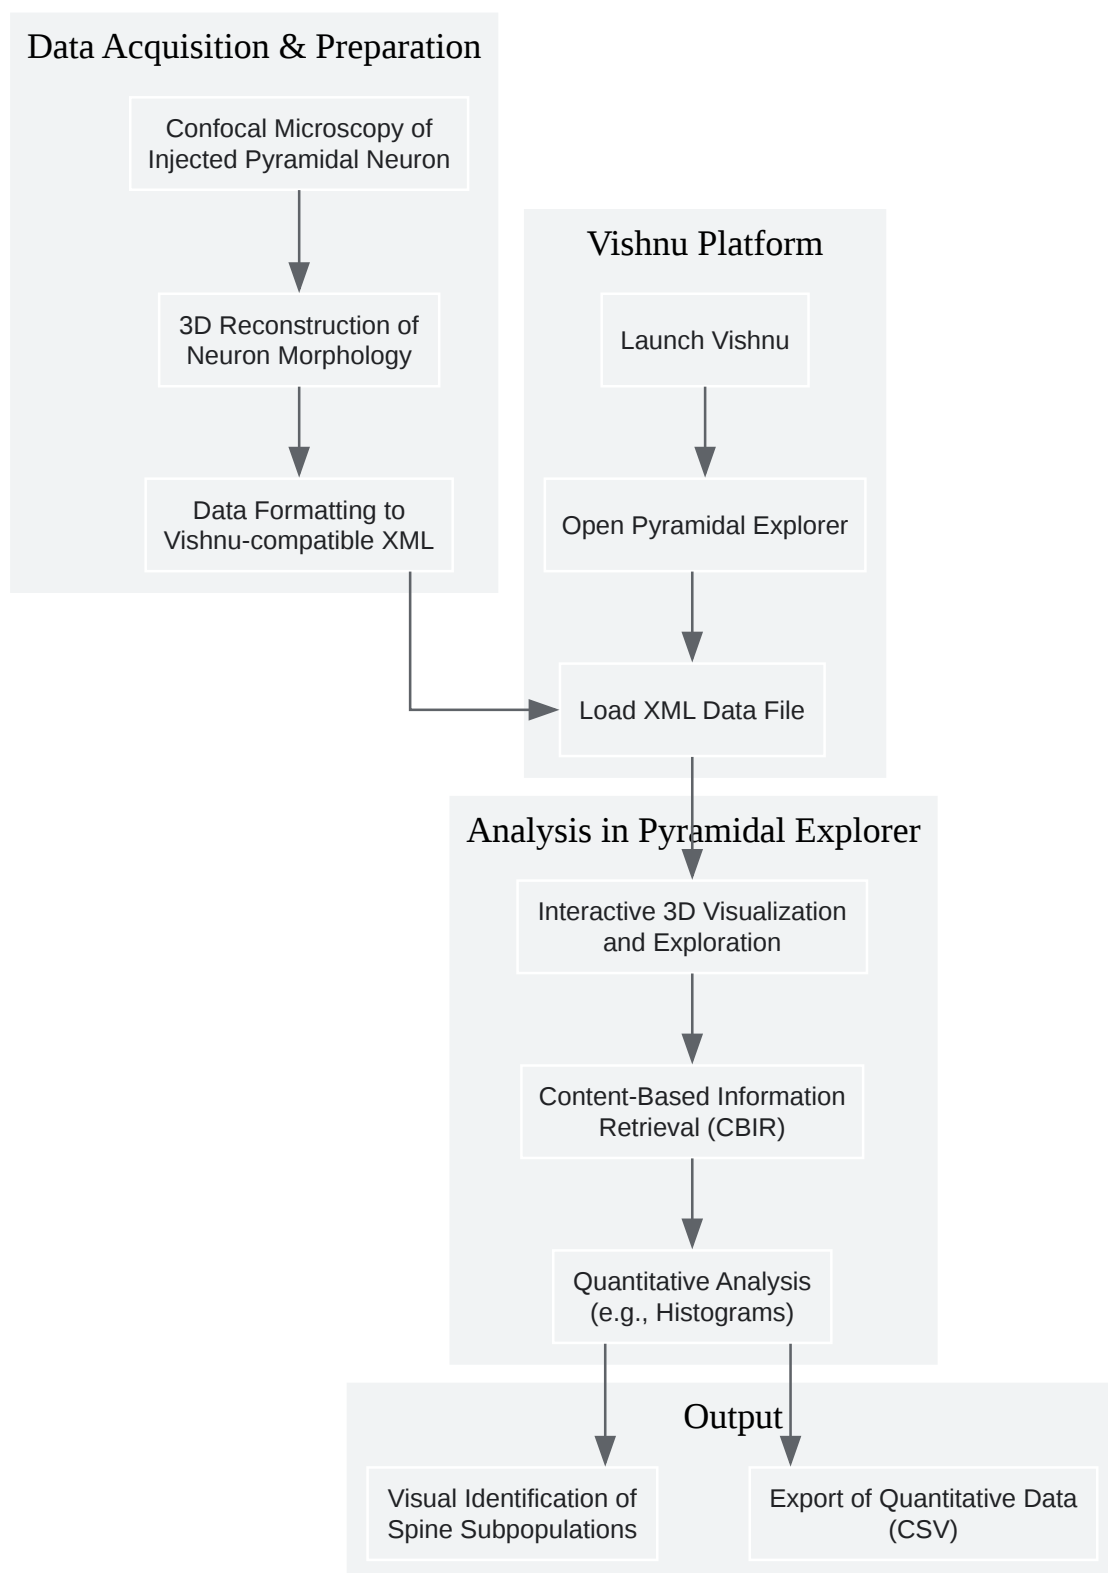 Data Acquisition & Preparation
Confocal Microscopy of
Injected Pyramidal Neuron
3D Reconstruction of
Neuron Morphology
Data Formatting to
Vishnu-compatible XML
Vishnu Platform
Launch Vishnu
Open Pyramidal Explorer
Load XML Data File
Analysis in Pyramidal Explorer
Interactive 3D Visualization
and Exploration
Content-Based Information
Retrieval (CBIR)
Quantitative Analysis
(e.g., Histograms)
Output
Visual Identification of
Spine Subpopulations
Export of Quantitative Data
(CSV)